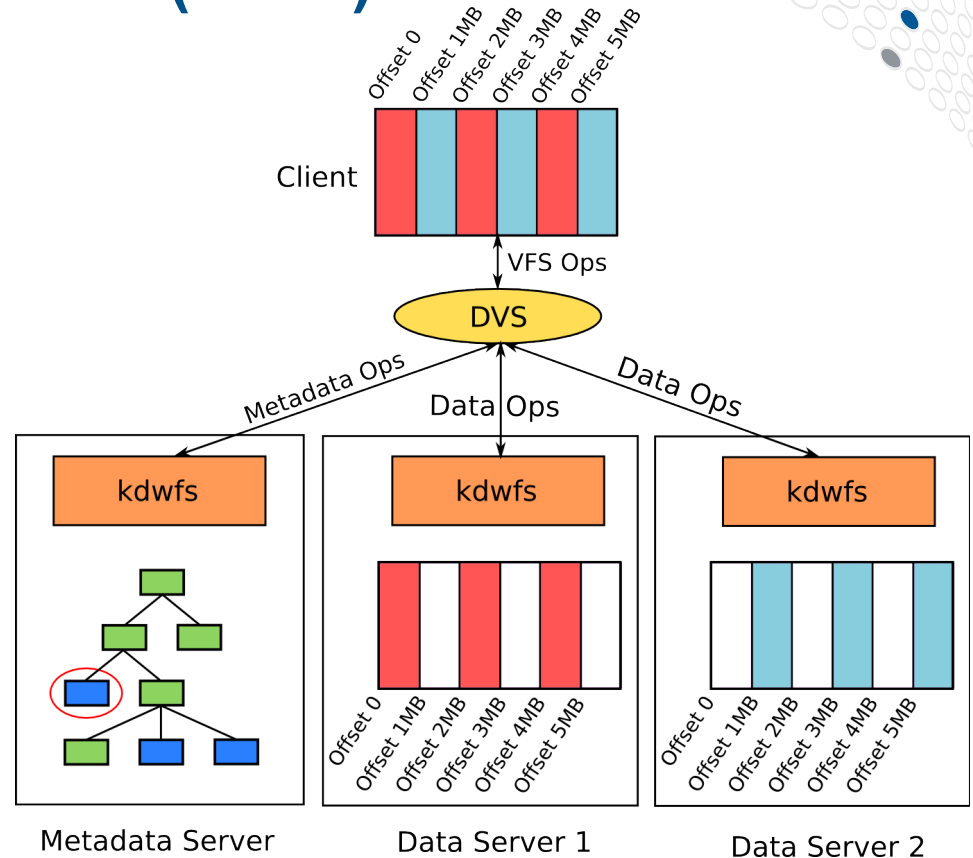 Offset 0
Offset 1MB
Offset 2MB
Offset 3MB
Offset 4MB
Offset 5MB
Client
VFS Ops
DVS
Metadata Ops
Data Ops
Data Ops
kdwfs
kdwfs
kdwfs
Offset 0
Offset 1MB
Offset 2MB
Offset 3MB
Offset 4MB
Offset 5MB
Offset 0
Offset 1MB
Offset 2MB
Offset 3MB
Offset 4MB
Offset 5MB
Metadata Server
Data Server 1
Data Server 2